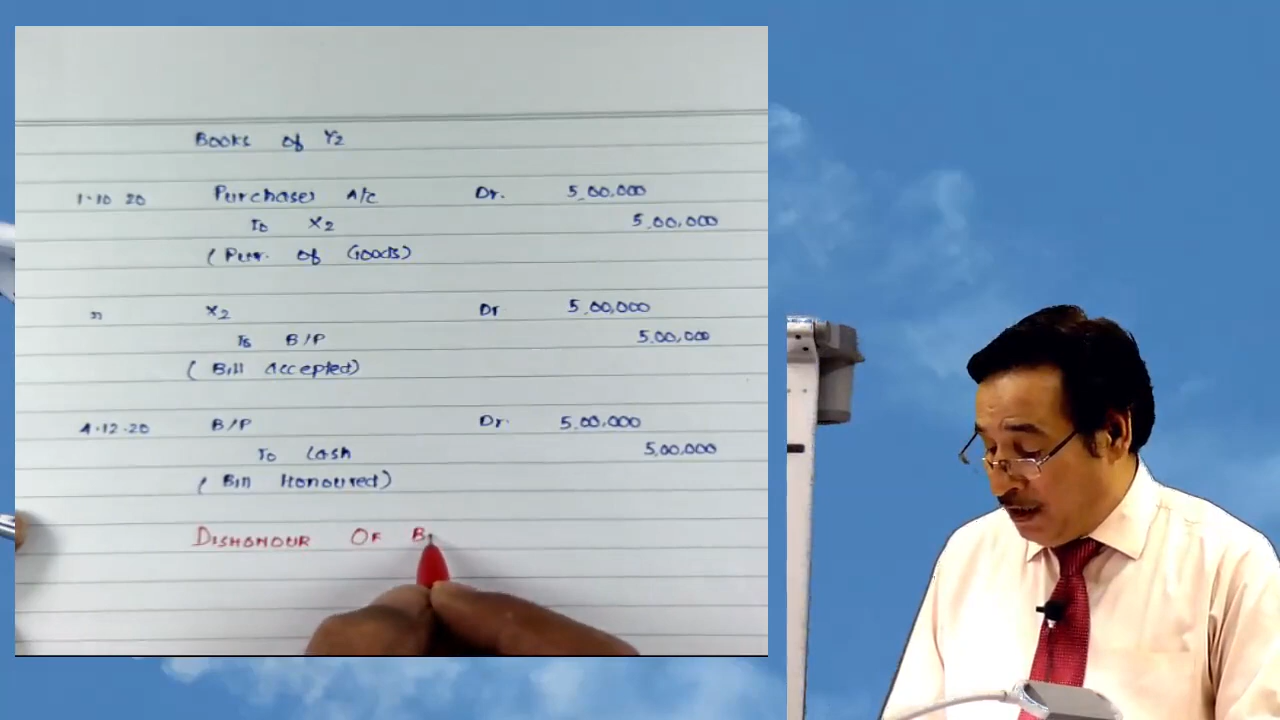 Books of Y2
1.10 20 Purchases A/c Dr. 5,00,000
To X2 5,00,000
(Purr. of Goods)
" X2 Dr 5,00,000
To B/P 5,00,000
(Bill Accepted)
4.12.20 B/P Dr. 5,00,000
To Cash 5,00,000
(Bill Honoured)
DISHONOUR OF B